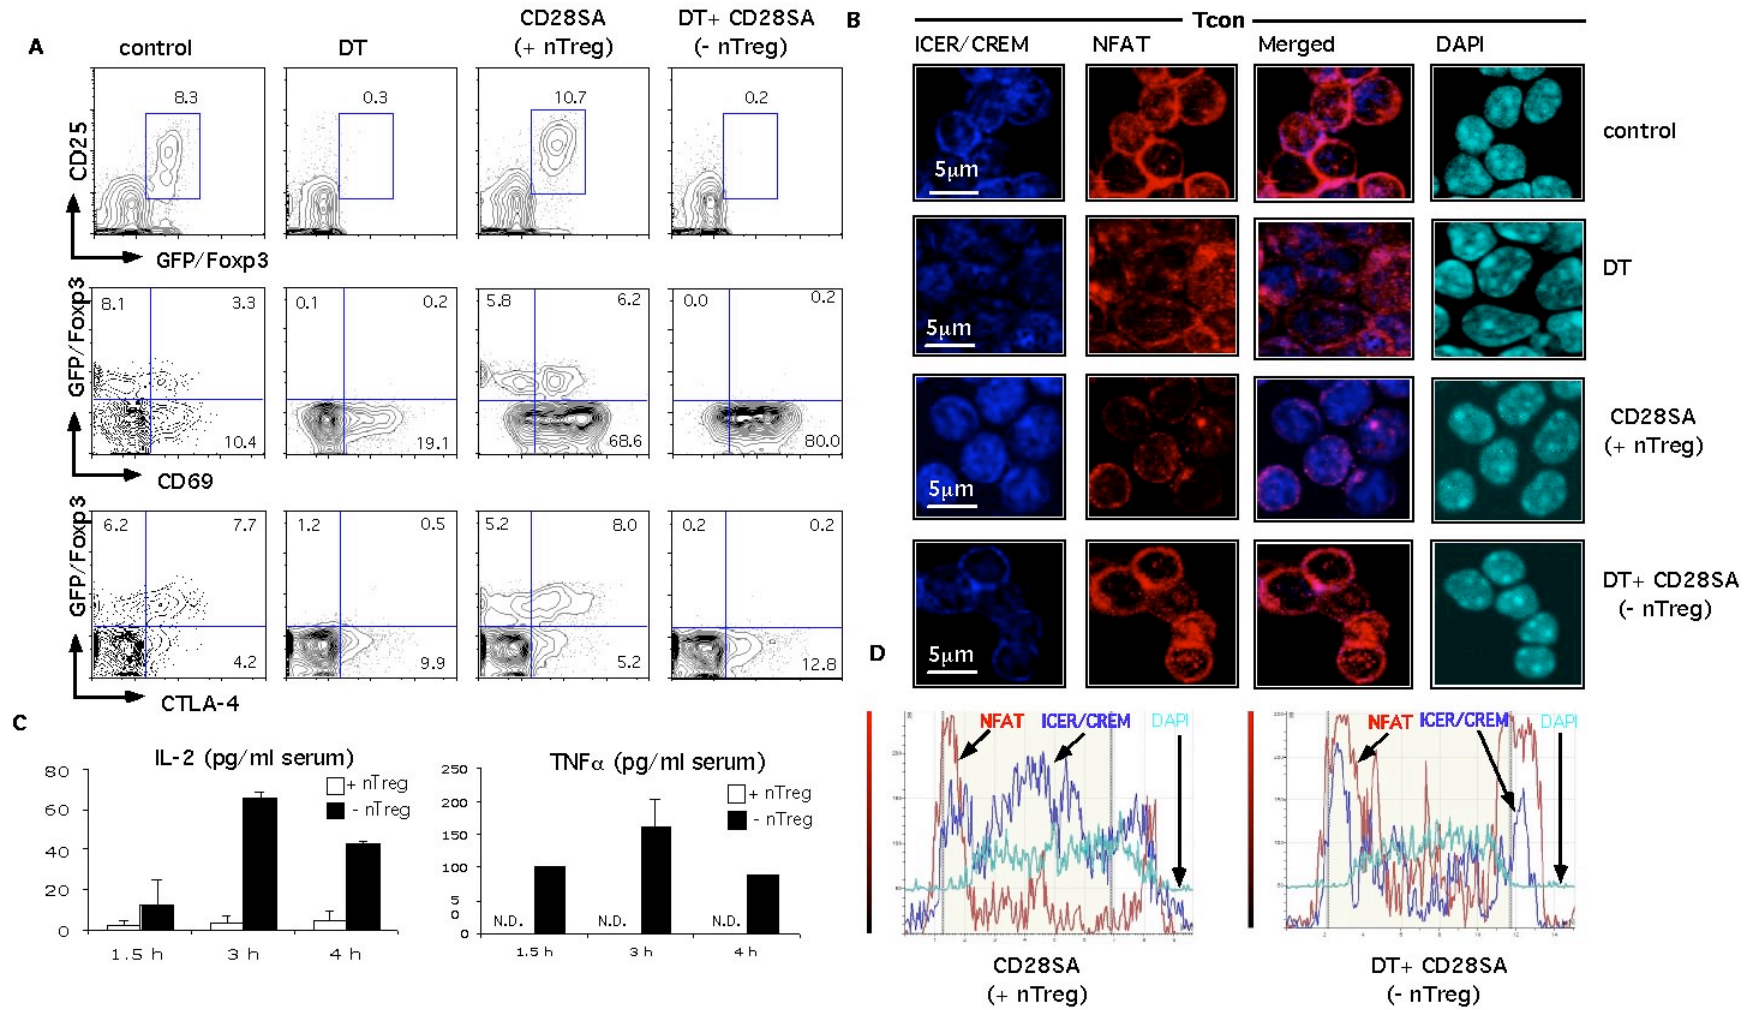 A
control
DT
CD28SA
(+ nTreg)
DT+ CD28SA
(- nTreg)
8.3
0.3
10.7
0.2
CD25
GFP/Foxp3
8.1
3.3
10.4
0.1
0.2
19.1
5.8
6.2
68.6
0.0
0.2
80.0
GFP/Foxp3
CD69
6.2
7.7
4.2
1.2
0.5
9.9
5.2
8.0
5.2
0.2
0.2
12.8
GFP/Foxp3
CTLA-4
B
Tcon
ICER/CREM
NFAT
Merged
DAPI
5µm
control
5µm
DT
5µm
CD28SA
(+ nTreg)
5µm
DT+ CD28SA
(- nTreg)
C
IL-2 (pg/ml serum)
80
60
40
20
0
+ nTreg
- nTreg
1.5 h
3 h
4 h
TNFα (pg/ml serum)
250
200
150
100
5
0
0
+ nTreg
- nTreg
N.D.
N.D.
N.D.
1.5 h
3 h
4 h
D
NFAT
ICER/CREM
DAPI
CD28SA
(+ nTreg)
NFAT
ICER/CREM
DAPI
DT+ CD28SA
(- nTreg)